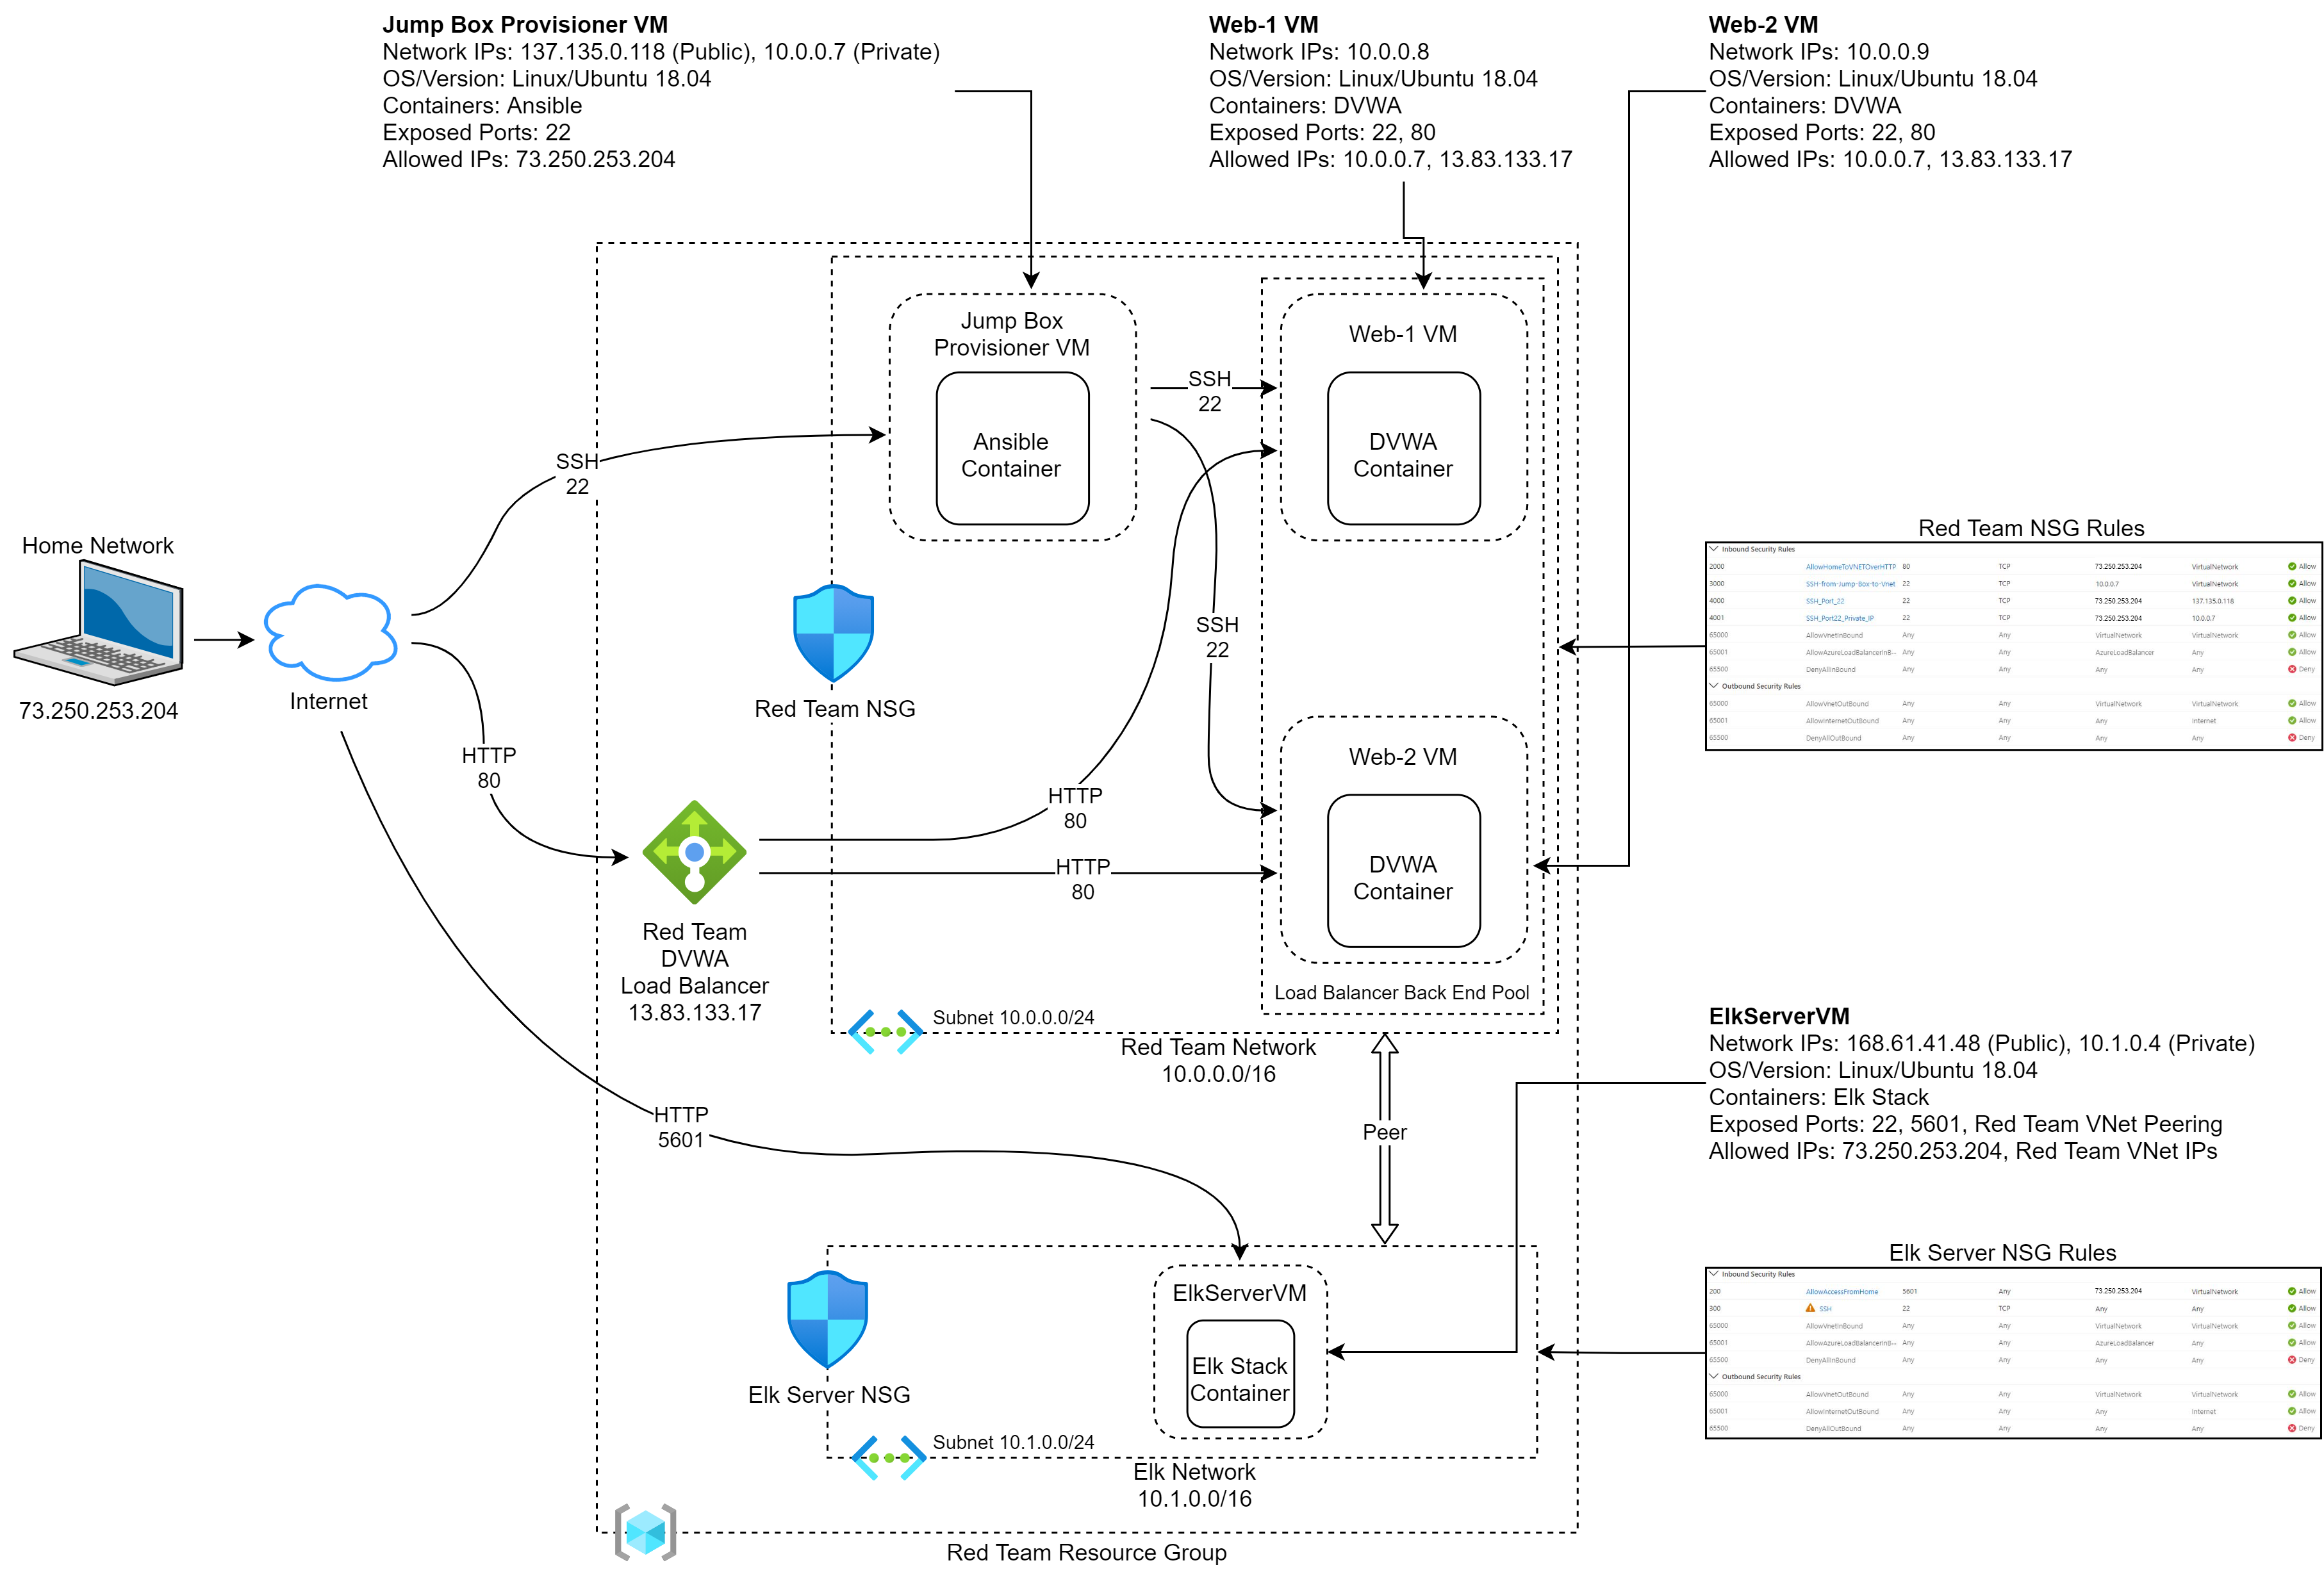 Jump Box Provisioner VM
Network IPs: 137.135.0.118 (Public), 10.0.0.7 (Private)
OS/Version: Linux/Ubuntu 18.04
Containers: Ansible
Exposed Ports: 22
Allowed IPs: 73.250.253.204
Web-1 VM
Network IPs: 10.0.0.8
OS/Version: Linux/Ubuntu 18.04
Containers: DVWA
Exposed Ports: 22, 80
Allowed IPs: 10.0.0.7, 13.83.133.17
Web-2 VM
Network IPs: 10.0.0.9
OS/Version: Linux/Ubuntu 18.04
Containers: DVWA
Exposed Ports: 22, 80
Allowed IPs: 10.0.0.7, 13.83.133.17
Jump Box
Provisioner VM
Ansible
Container
SSH
22
Web-1 VM
DVWA
Container
SSH
22
Home Network
73.250.253.204
Internet
HTTP
80
Red Team NSG
SSH
22
Web-2 VM
DVWA
Container
HTTP
80
HTTP
80
Red Team
DVWA
Load Balancer
13.83.133.17
Load Balancer Back End Pool
Subnet 10.0.0.0/24
Red Team Network
10.0.0.0/16
Red Team NSG Rules
Inbound Security Rules
2000 AllowHomeToVNETOverHTTP 80 TCP 73.250.253.204 VirtualNetwork Allow
3000 SSH-from-Jump-Box-to-Vnet 22 TCP 10.0.0.7 VirtualNetwork Allow
4000 SSH_Port_22 22 TCP 73.250.253.204 137.135.0.118 Allow
4001 SSH_Port22_Private_IP 22 TCP 73.250.253.204 10.0.0.7 Allow
65000 AllowVnetInBound Any Any VirtualNetwork VirtualNetwork Allow
65001 AllowAzureLoadBalancerInB... Any Any AzureLoadBalancer Any Allow
65500 DenyAllInBound Any Any Any Any Deny
Outbound Security Rules
65000 AllowVnetOutBound Any Any VirtualNetwork VirtualNetwork Allow
65001 AllowInternetOutBound Any Any Any Internet Allow
65500 DenyAllOutBound Any Any Any Any Deny
HTTP
5601
Peer
ElkServerVM
Network IPs: 168.61.41.48 (Public), 10.1.0.4 (Private)
OS/Version: Linux/Ubuntu 18.04
Containers: Elk Stack
Exposed Ports: 22, 5601, Red Team VNet Peering
Allowed IPs: 73.250.253.204, Red Team VNet IPs
ElkServerVM
Elk Stack
Container
Elk Server NSG
Subnet 10.1.0.0/24
Elk Network
10.1.0.0/16
Elk Server NSG Rules
Inbound Security Rules
200 AllowAccessFromHome 5601 Any 73.250.253.204 VirtualNetwork Allow
300 SSH 22 TCP Any Any Allow
65000 AllowVnetInBound Any Any VirtualNetwork VirtualNetwork Allow
65001 AllowAzureLoadBalancerInB... Any Any AzureLoadBalancer Any Allow
65500 DenyAllInBound Any Any Any Any Deny
Outbound Security Rules
65000 AllowVnetOutBound Any Any VirtualNetwork VirtualNetwork Allow
65001 AllowInternetOutBound Any Any Any Internet Allow
65500 DenyAllOutBound Any Any Any Any Deny
Red Team Resource Group